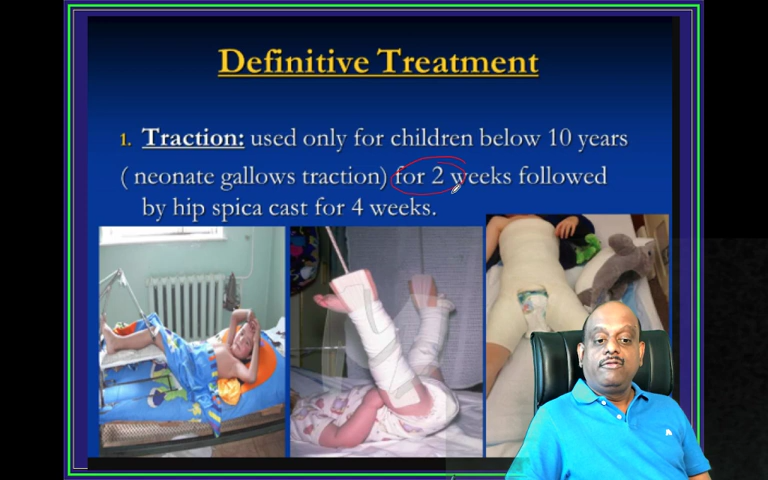 Definitive Treatment
1. Traction: used only for children below 10 years
( neonate gallows traction) for 2 weeks followed
by hip spica cast for 4 weeks.